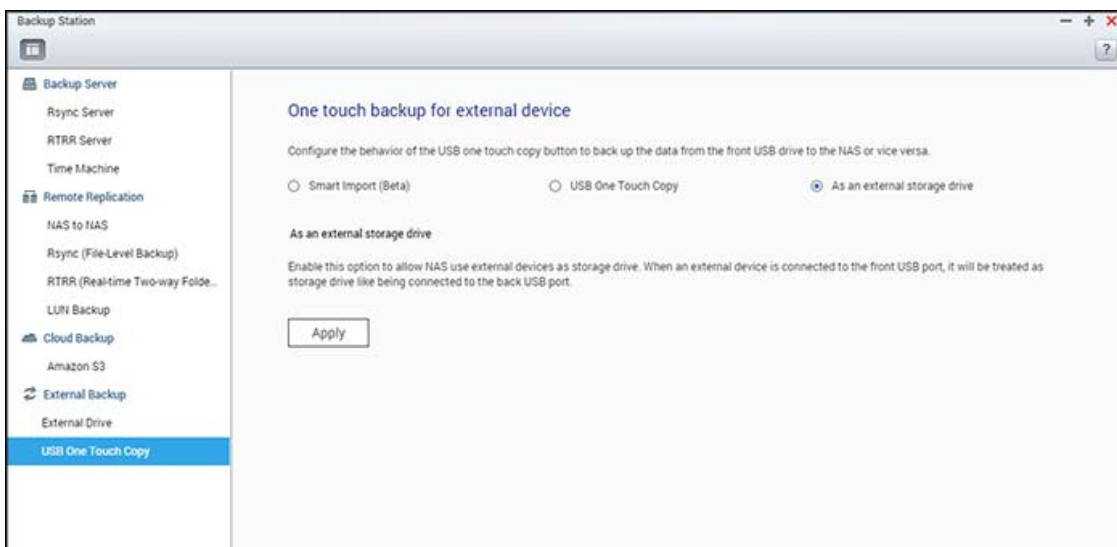 Backup Station
?
Backup Server
Rsync Server
RTRR Server
Time Machine
Remote Replication
NAS to NAS
Rsync (File-Level Backup)
RTRR (Real-time Two-way Folde...
LUN Backup
Cloud Backup
Amazon S3
External Backup
External Drive
USB One Touch Copy
One touch backup for external device
Configure the behavior of the USB one touch copy button to back up the data from the front USB drive to the NAS or vice versa.
Smart Import (Beta) USB One Touch Copy As an external storage drive
As an external storage drive
Enable this option to allow NAS use external devices as storage drive. When an external device is connected to the front USB port, it will be treated as
storage drive like being connected to the back USB port.
Apply